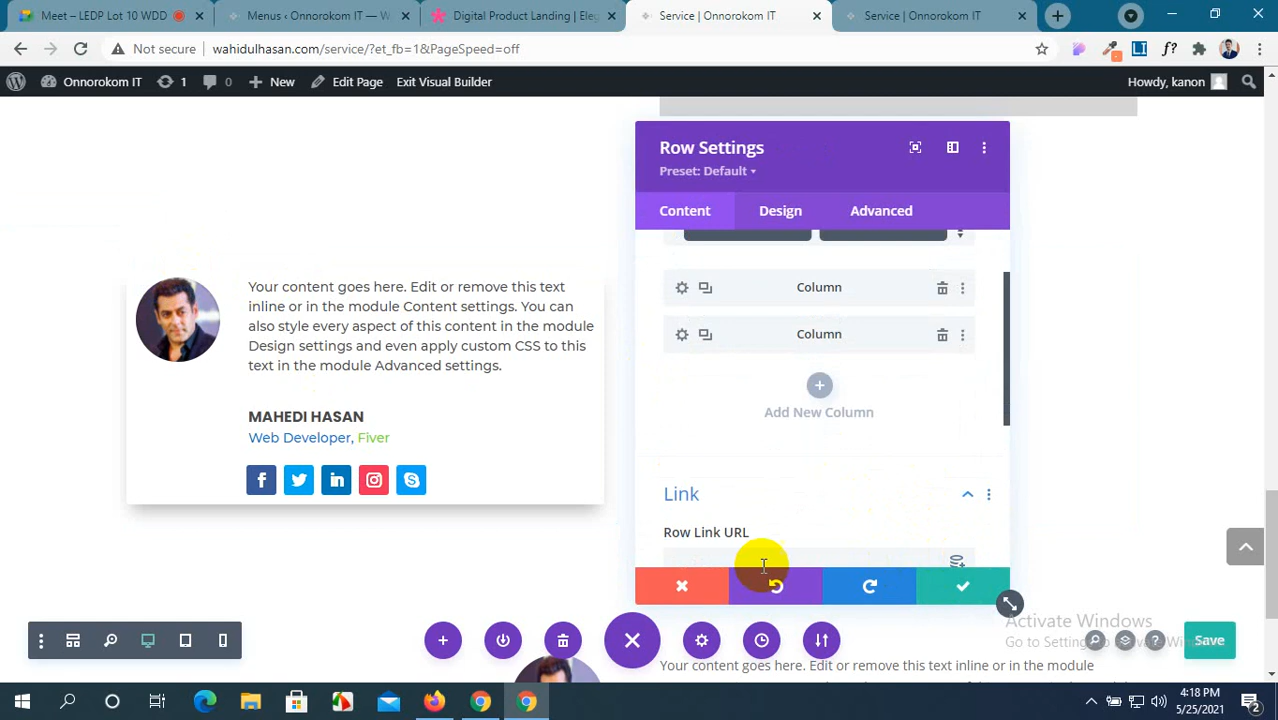 Meet – LEDP Lot 10 WDD
Menus ‹ Onnorokom IT — W
Digital Product Landing | Eleg
Service | Onnorokom IT
Service | Onnorokom IT
Not secure
wahidulhasan.com/service/?et_fb=1&PageSpeed=off
Onnorokom IT
1
0
New
Edit Page
Exit Visual Builder
Howdy, kanon
Row Settings
Preset: Default
Content
Design
Advanced
Column
Column
Add New Column
Link
Row Link URL
Your content goes here. Edit or remove this text
inline or in the module Content settings. You can
also style every aspect of this content in the module
Design settings and even apply custom CSS to this
text in the module Advanced settings.
MAHEDI HASAN
Web Developer, Fiver
Activate Windows
Go to Settings to activate Windows.
Save
Your content goes here. Edit or remove this text inline or in the module
4:18 PM
5/25/2021
2